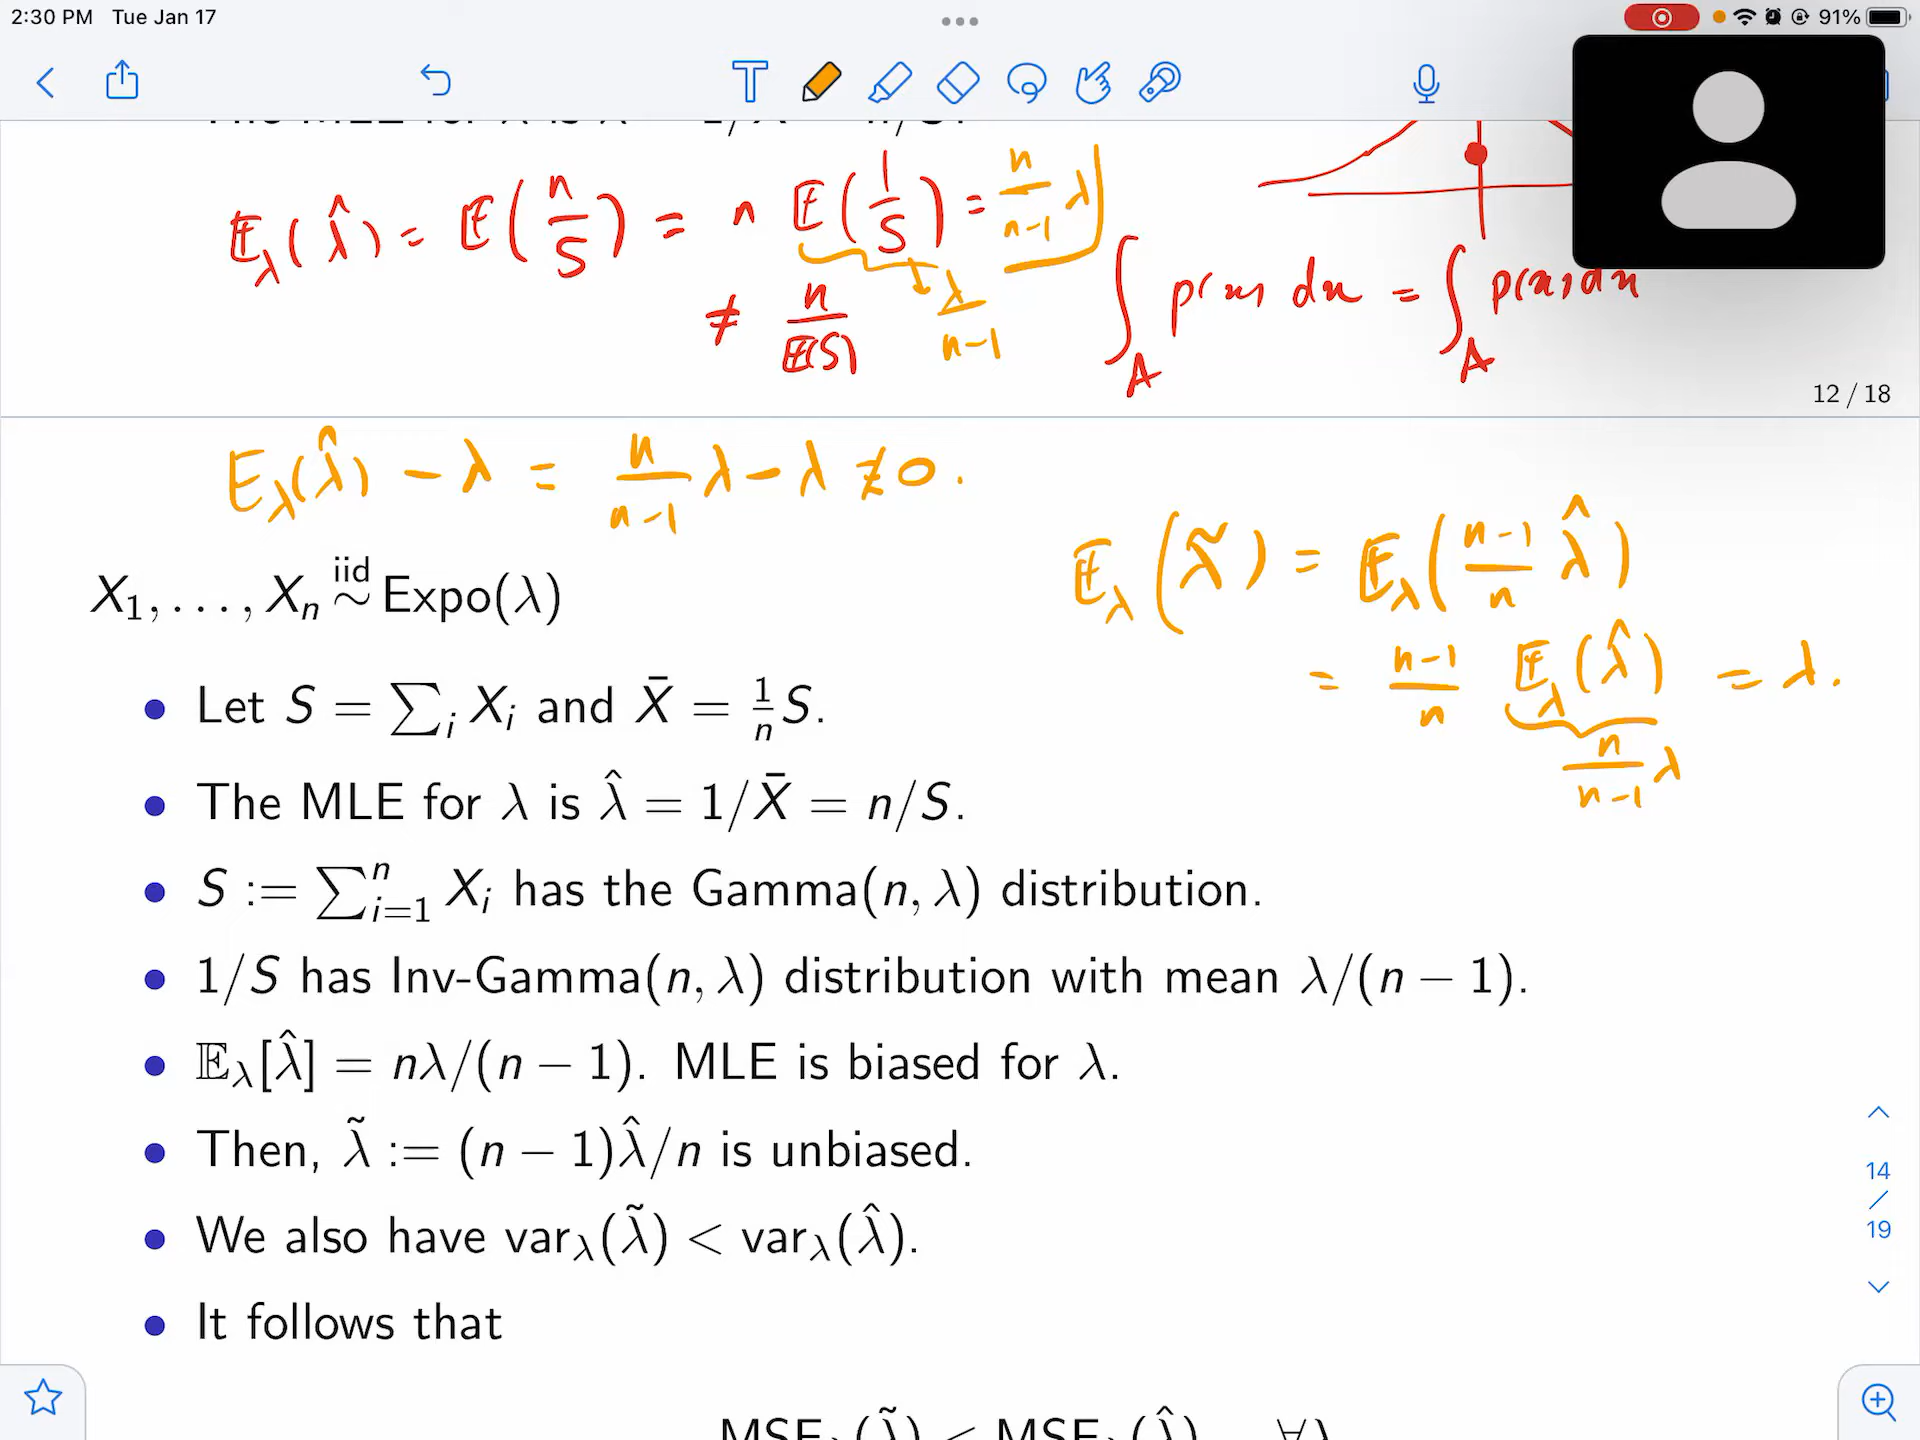 2:30 PM Tue Jan 17
91%
𝔼_λ(λ̂) = 𝔼(n/S) = n 𝔼(1/S) = n/(n-1) λ
≠ n/𝔼(S)
λ/(n-1)
∫_A p(x) dx = ∫_A p(x) dx
12 / 18
E_λ(λ̂) - λ = n/(n-1) λ - λ ≠ 0.
𝔼_λ(λ̃) = 𝔼_λ((n-1)/n λ̂)
= (n-1)/n 𝔼_λ(λ̂) = λ.
n/(n-1) λ
X₁, . . . , Xₙ iid ∼ Expo(λ)
• Let S = ∑_i X_i and X̄ = 1/n S.
• The MLE for λ is λ̂ = 1/X̄ = n/S.
• S := ∑_{i=1}^n X_i has the Gamma(n, λ) distribution.
• 1/S has Inv-Gamma(n, λ) distribution with mean λ/(n − 1).
• 𝔼_λ[λ̂] = nλ/(n − 1). MLE is biased for λ.
• Then, λ̃ := (n − 1)λ̂/n is unbiased.
• We also have var_λ(λ̃) < var_λ(λ̂).
• It follows that
14
/
19